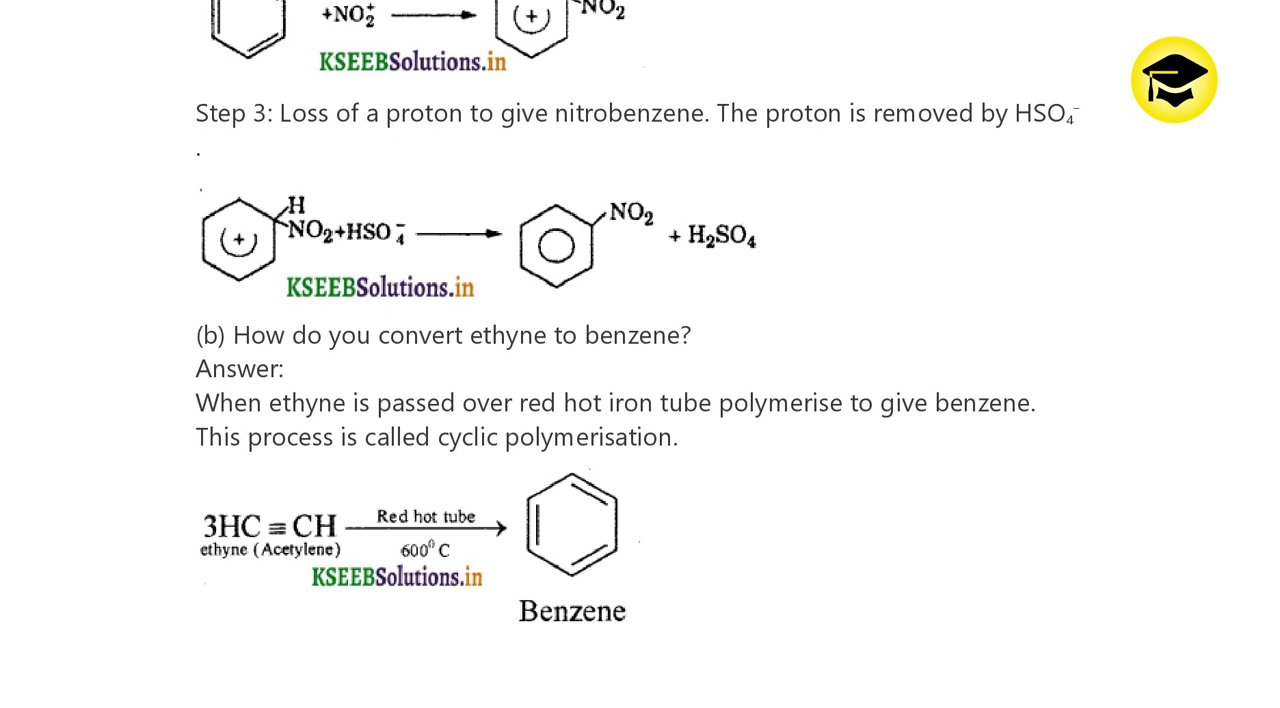 +NO₂⁺ ⟶ (+) NO₂
KSEEBSolutions.in
Step 3: Loss of a proton to give nitrobenzene. The proton is removed by HSO₄⁻
.
H
(+) NO₂+HSO₄⁻ ⟶ NO₂ + H₂SO₄
KSEEBSolutions.in
(b) How do you convert ethyne to benzene?
Answer:
When ethyne is passed over red hot iron tube polymerise to give benzene.
This process is called cyclic polymerisation.
Red hot tube
3HC ≡ CH ⟶
ethyne (Acetylene) 600⁰ C
KSEEBSolutions.in
Benzene